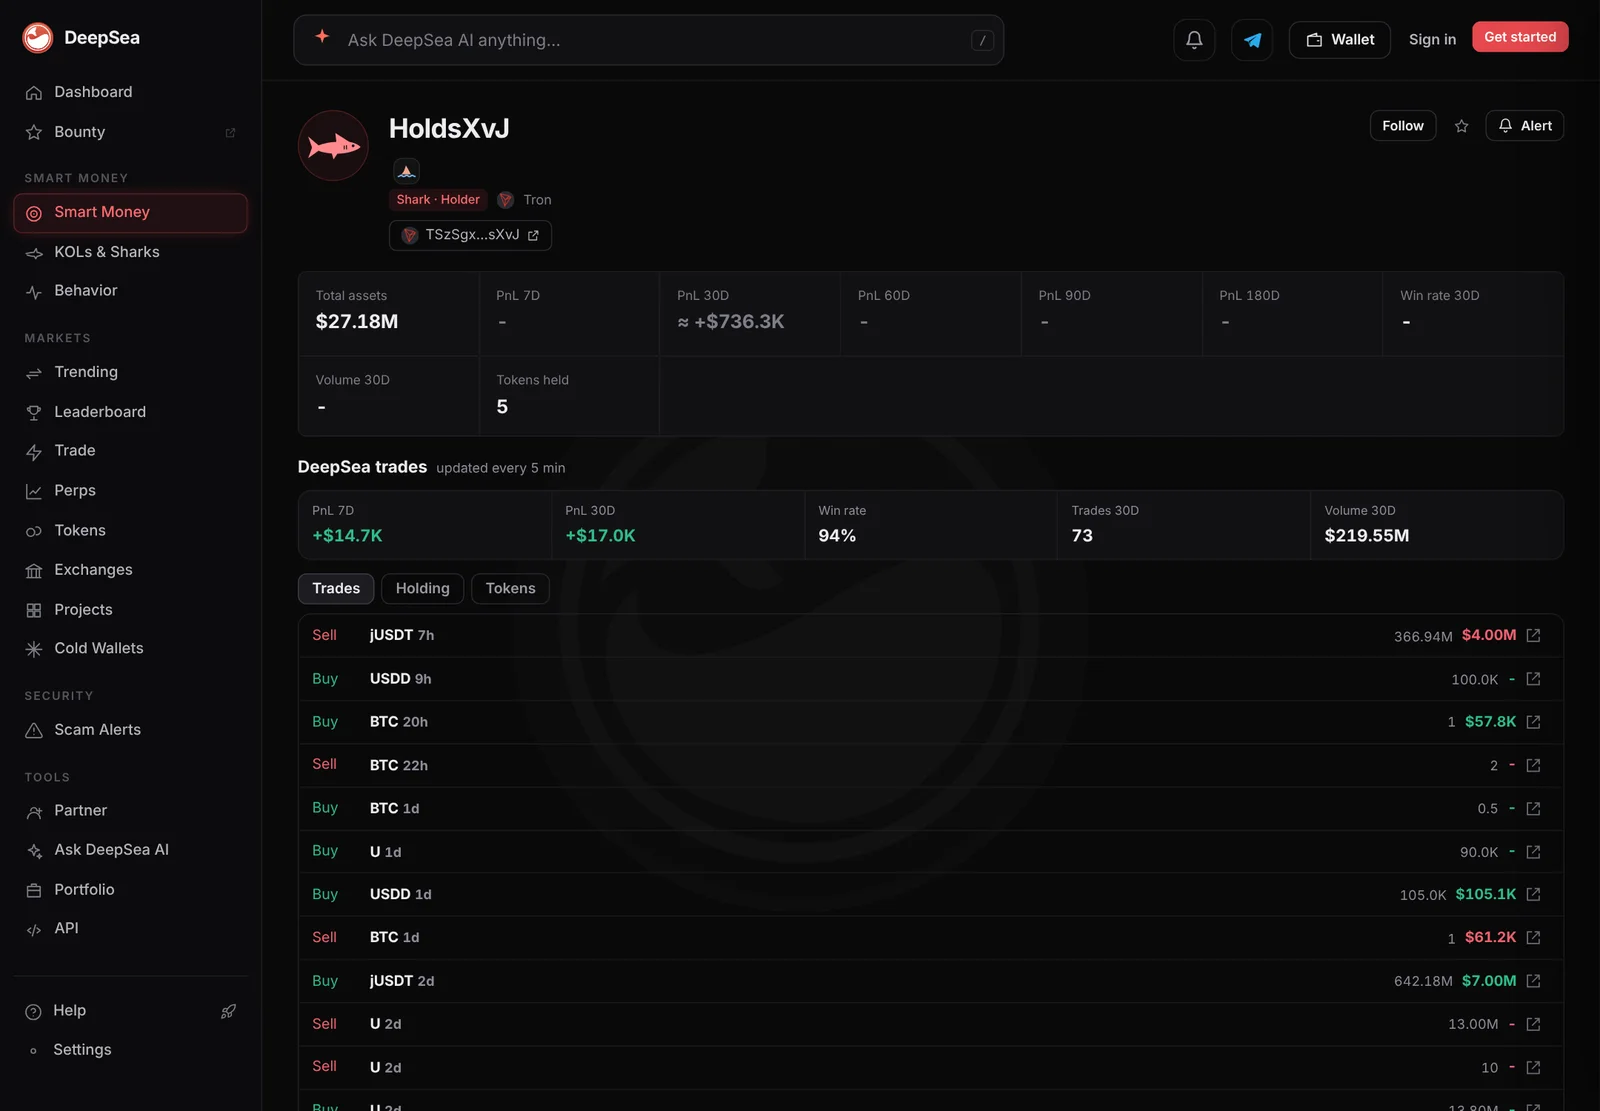 DeepSea
Ask DeepSea AI anything...
/
Wallet
Sign in
Get started
Dashboard
Bounty
SMART MONEY
Smart Money
KOLs & Sharks
Behavior
MARKETS
Trending
Leaderboard
Trade
Perps
Tokens
Exchanges
Projects
Cold Wallets
SECURITY
Scam Alerts
TOOLS
Partner
Ask DeepSea AI
Portfolio
API
Help
Settings
HoldsXvJ
Follow
Alert
Shark · Holder
Tron
TSzSgx...sXvJ
Total assets
$27.18M
PnL 7D
-
PnL 30D
≈ +$736.3K
PnL 60D
-
PnL 90D
-
PnL 180D
-
Win rate 30D
-
Volume 30D
-
Tokens held
5
DeepSea trades updated every 5 min
PnL 7D
+$14.7K
PnL 30D
+$17.0K
Win rate
94%
Trades 30D
73
Volume 30D
$219.55M
Trades
Holding
Tokens
Sell jUSDT 7h 366.94M $4.00M
Buy USDD 9h 100.0K -
Buy BTC 20h 1 $57.8K
Sell BTC 22h 2 -
Buy BTC 1d 0.5 -
Buy U 1d 90.0K -
Buy USDD 1d 105.0K $105.1K
Sell BTC 1d 1 $61.2K
Buy jUSDT 2d 642.18M $7.00M
Sell U 2d 13.00M -
Sell U 2d 10 -
Buy U 2d 13.80M -